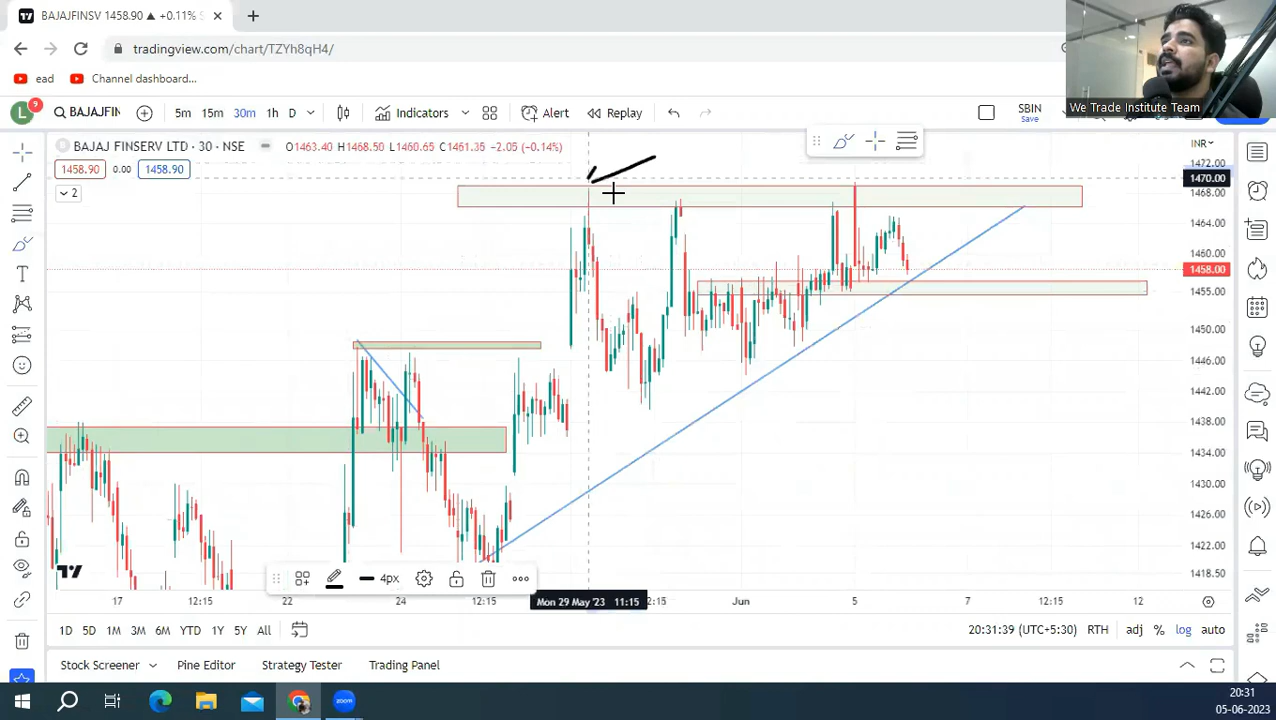 BAJAJFINSV 1458.90 ▲ +0.11%
tradingview.com/chart/TZYh8qH4/
ead
Channel dashboard...
We Trade Institute Team
L
9
BAJAJFIN
5m 15m 30m 1h D
Indicators
Alert
Replay
SBIN
Save
BAJAJ FINSERV LTD · 30 · NSE
O1463.40 H1468.50 L1460.65 C1461.35 −2.05 (−0.14%)
INR
1458.90 0.00 1458.90
2
1472.00
1470.00
1468.00
1464.00
1460.00
1458.00
1455.00
1450.00
1446.00
1442.00
1438.00
1434.00
1430.00
1426.00
1422.00
1418.50
4px
17 12:15 22 24 12:15 Mon 29 May '23 11:15 2:15 Jun 5 7 12:15 12
1D 5D 1M 3M 6M YTD 1Y 5Y All
20:31:39 (UTC+5:30) RTH adj % log auto
Stock Screener Pine Editor Strategy Tester Trading Panel
zoom
20:31
05-06-2023